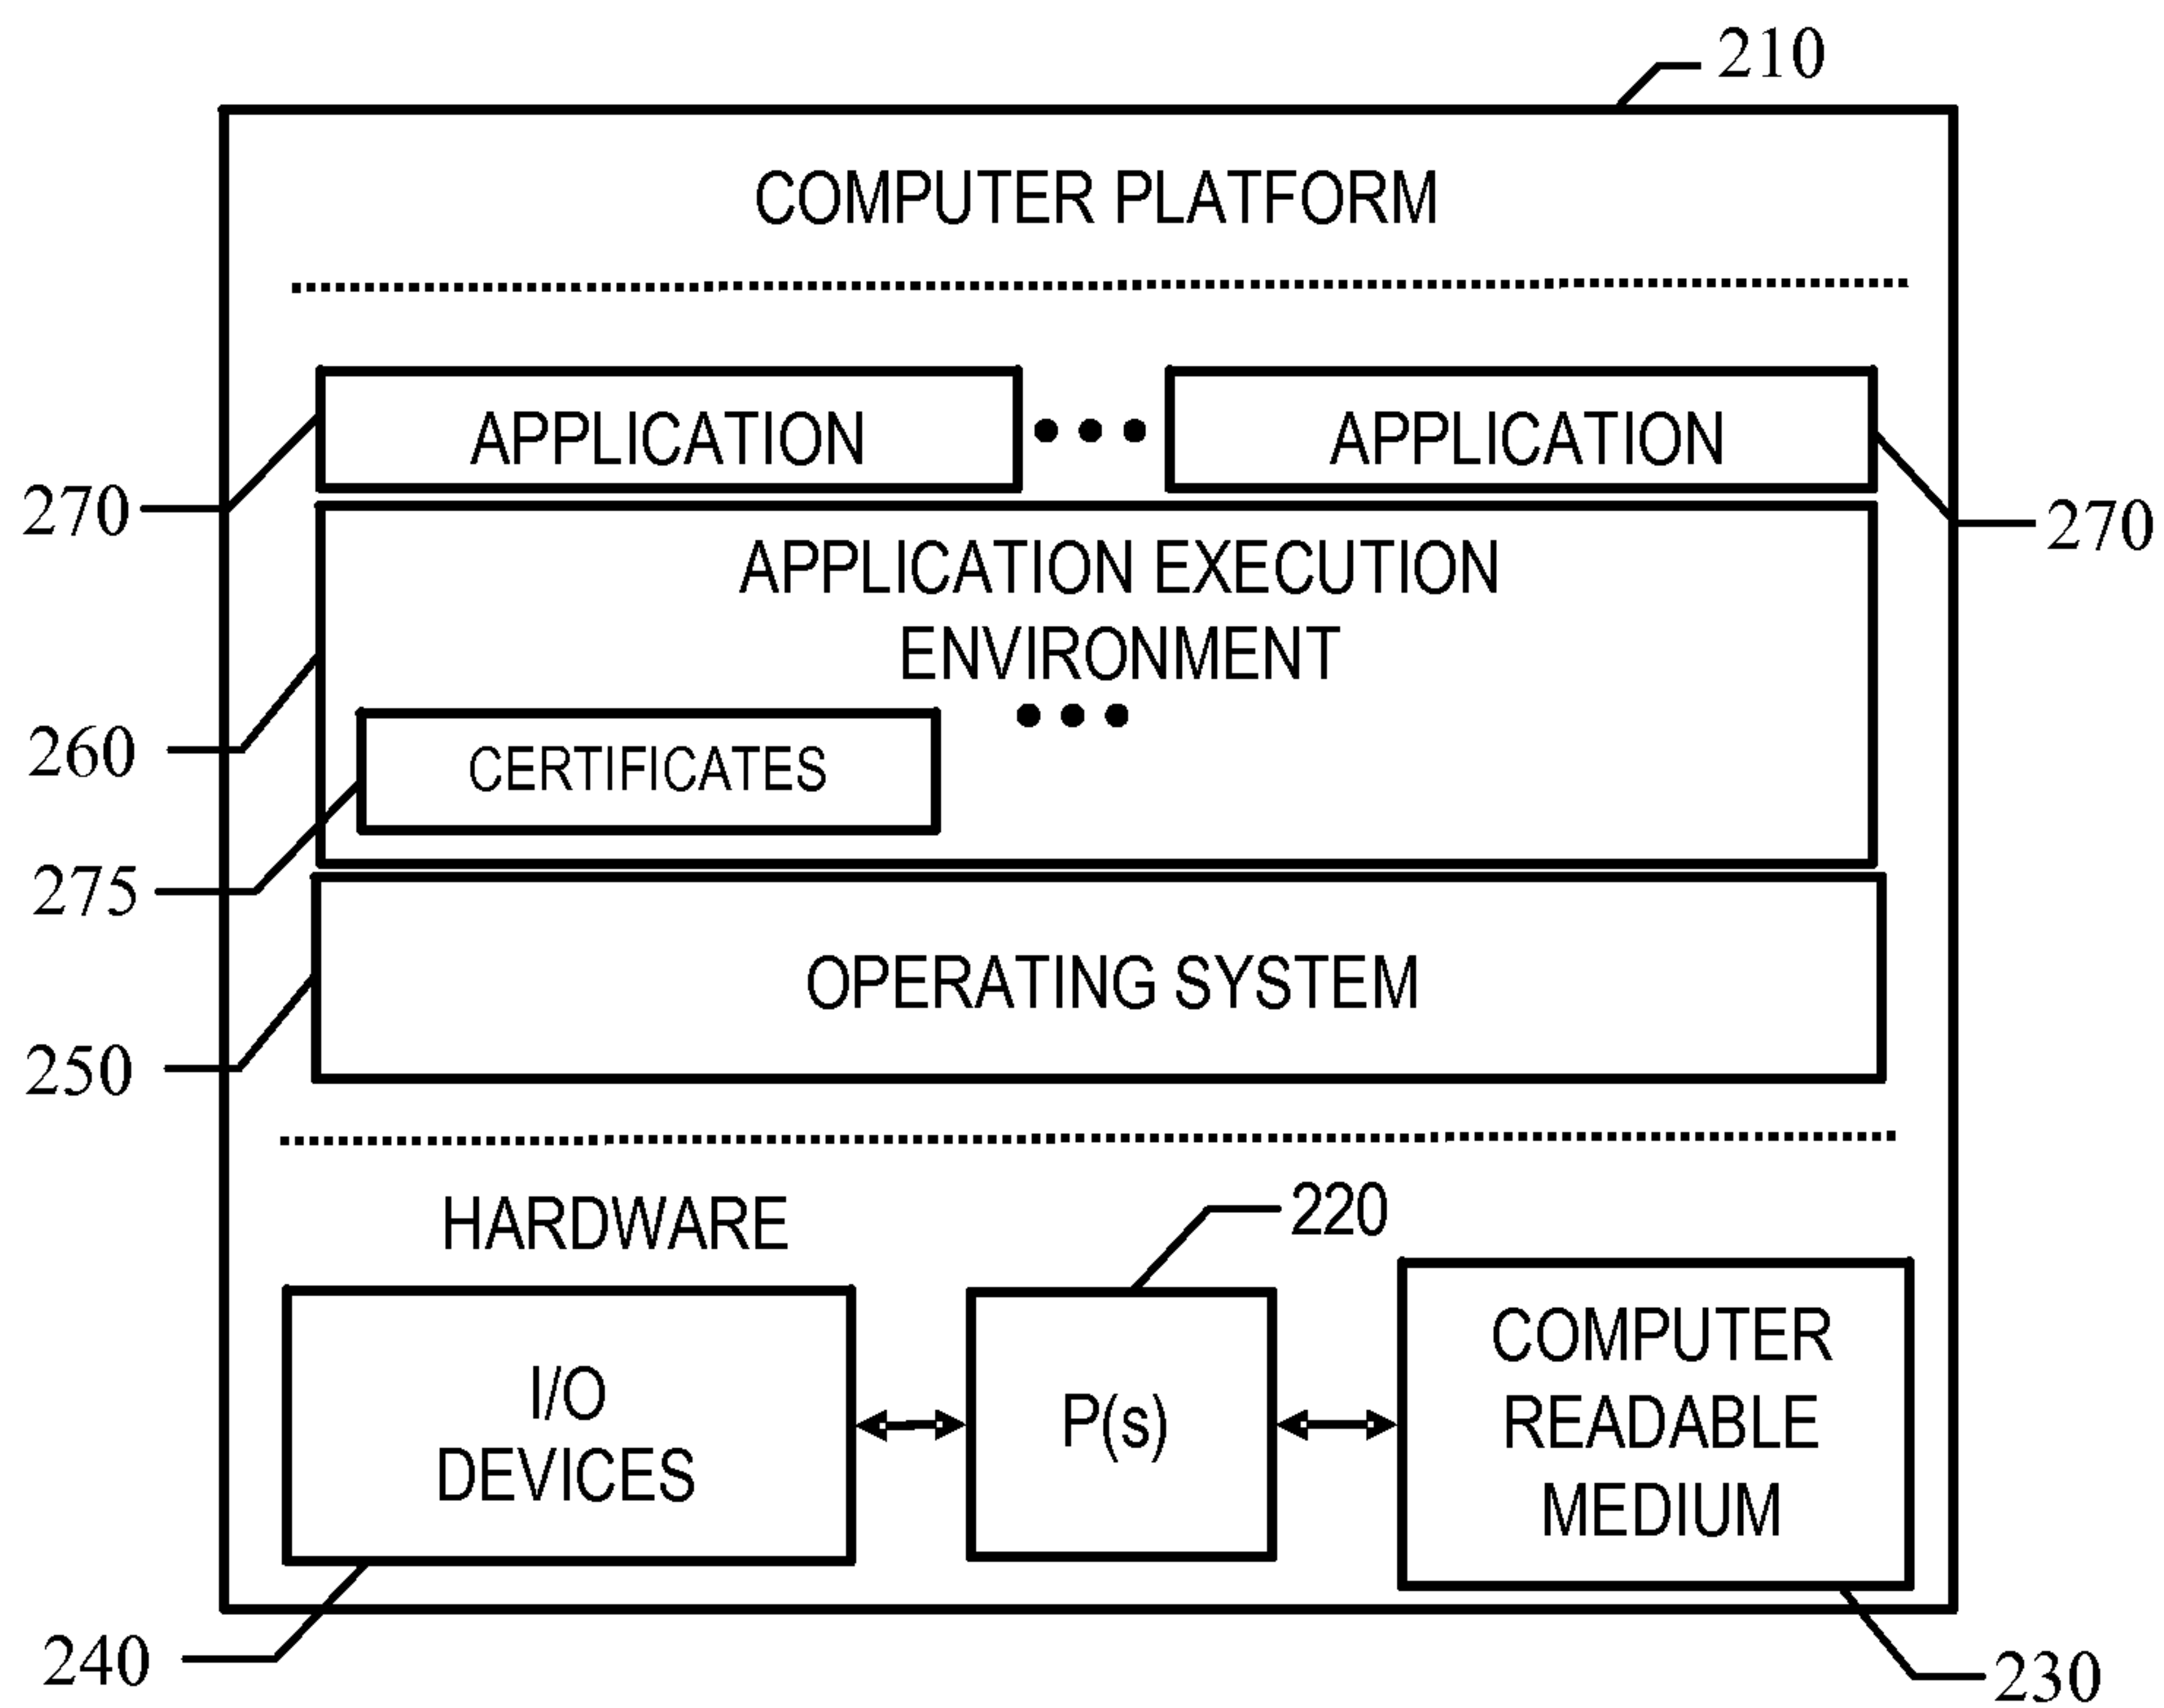 210
COMPUTER PLATFORM
APPLICATION
APPLICATION
270
270
APPLICATION EXECUTION
ENVIRONMENT
260
CERTIFICATES
275
OPERATING SYSTEM
250
HARDWARE
220
I/O
DEVICES
P(s)
COMPUTER
READABLE
MEDIUM
240
230